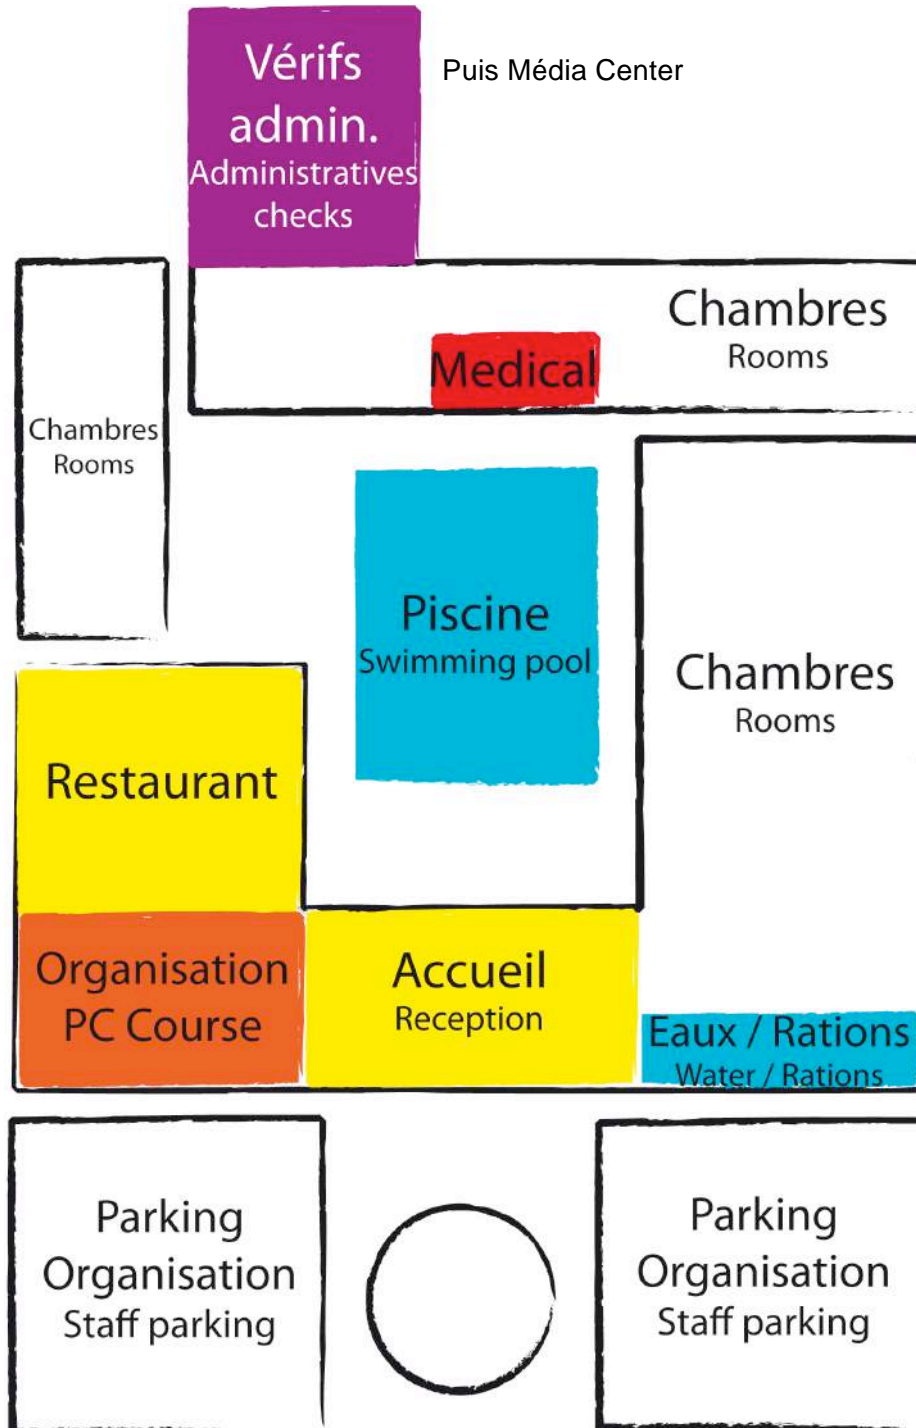 Vérifs
admin.
Administratives
checks
Puis Média Center
Chambres
Rooms
Medical
Chambres
Rooms
Piscine
Swimming pool
Chambres
Rooms
Restaurant
Organisation
PC Course
Accueil
Reception
Eaux / Rations
Water / Rations
Parking
Organisation
Staff parking
Parking
Organisation
Staff parking